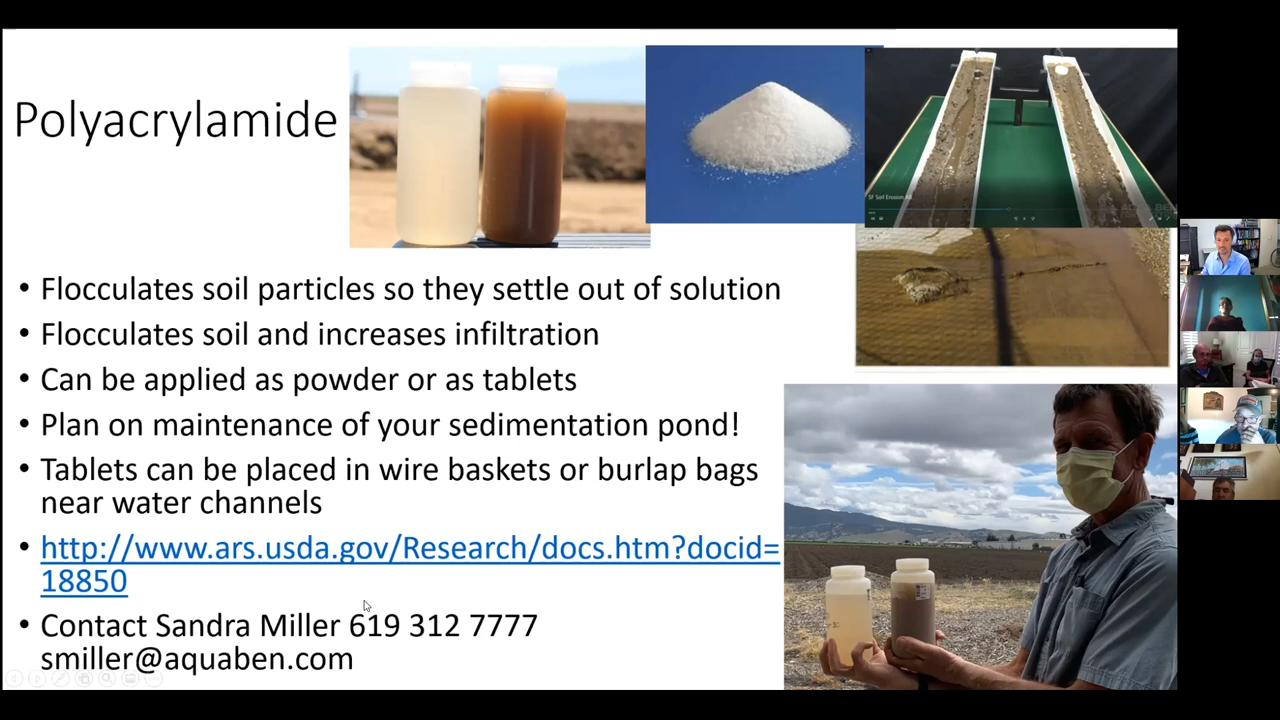 Polyacrylamide
SF Soil Erosion
• Flocculates soil particles so they settle out of solution
• Flocculates soil and increases infiltration
• Can be applied as powder or as tablets
• Plan on maintenance of your sedimentation pond!
• Tablets can be placed in wire baskets or burlap bags
near water channels
• http://www.ars.usda.gov/Research/docs.htm?docid=
18850
• Contact Sandra Miller 619 312 7777
smiller@aquaben.com